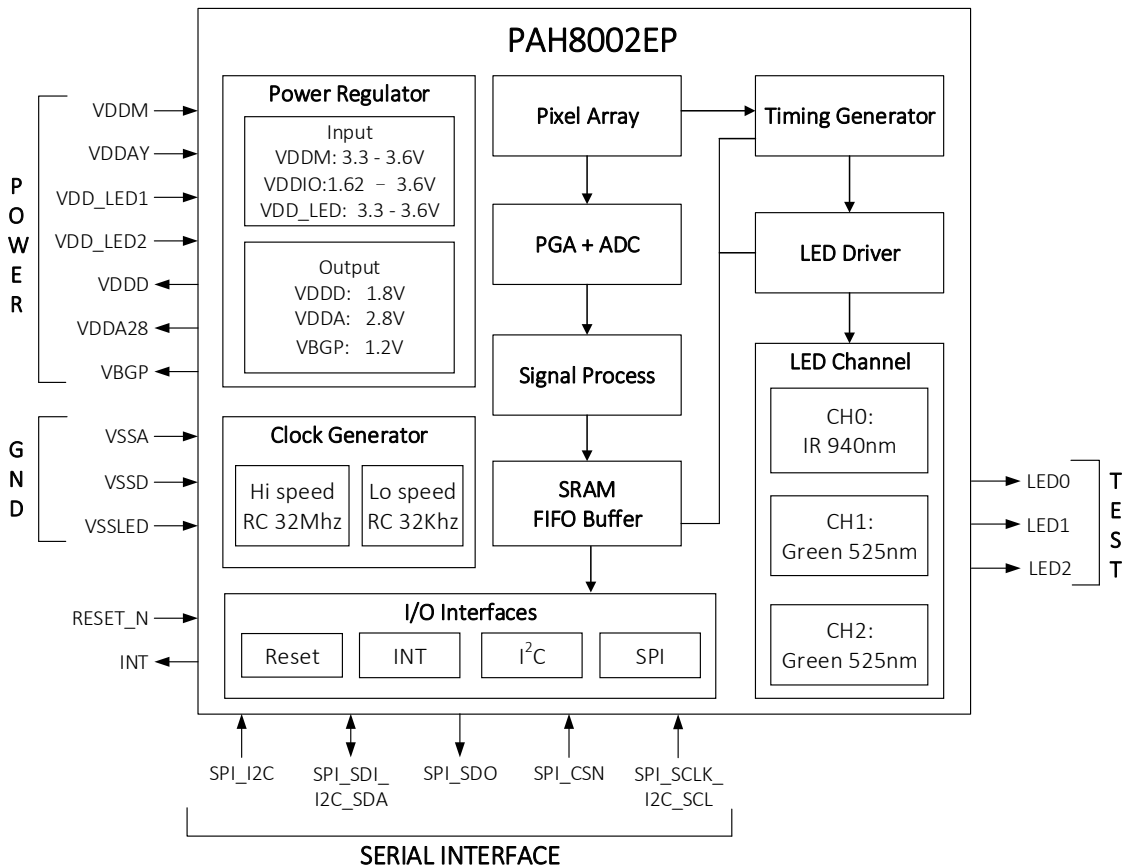 PAH8002EP
POWER
VDDM
VDDAY
VDD_LED1
VDD_LED2
VDDD
VDDA28
VBGP
GND
VSSA
VSSD
VSSLED
RESET_N
INT
Power Regulator
Input
VDDM: 3.3 - 3.6V
VDDIO:1.62 – 3.6V
VDD_LED: 3.3 - 3.6V
Output
VDDD: 1.8V
VDDA: 2.8V
VBGP: 1.2V
Clock Generator
Hi speed
RC 32Mhz
Lo speed
RC 32Khz
Pixel Array
PGA + ADC
Signal Process
SRAM
FIFO Buffer
Timing Generator
LED Driver
LED Channel
CH0:
IR 940nm
CH1:
Green 525nm
CH2:
Green 525nm
LED0
LED1
LED2
TEST
I/O Interfaces
Reset
INT
I²C
SPI
SPI_I2C
SPI_SDI_
I2C_SDA
SPI_SDO
SPI_CSN
SPI_SCLK_
I2C_SCL
SERIAL INTERFACE